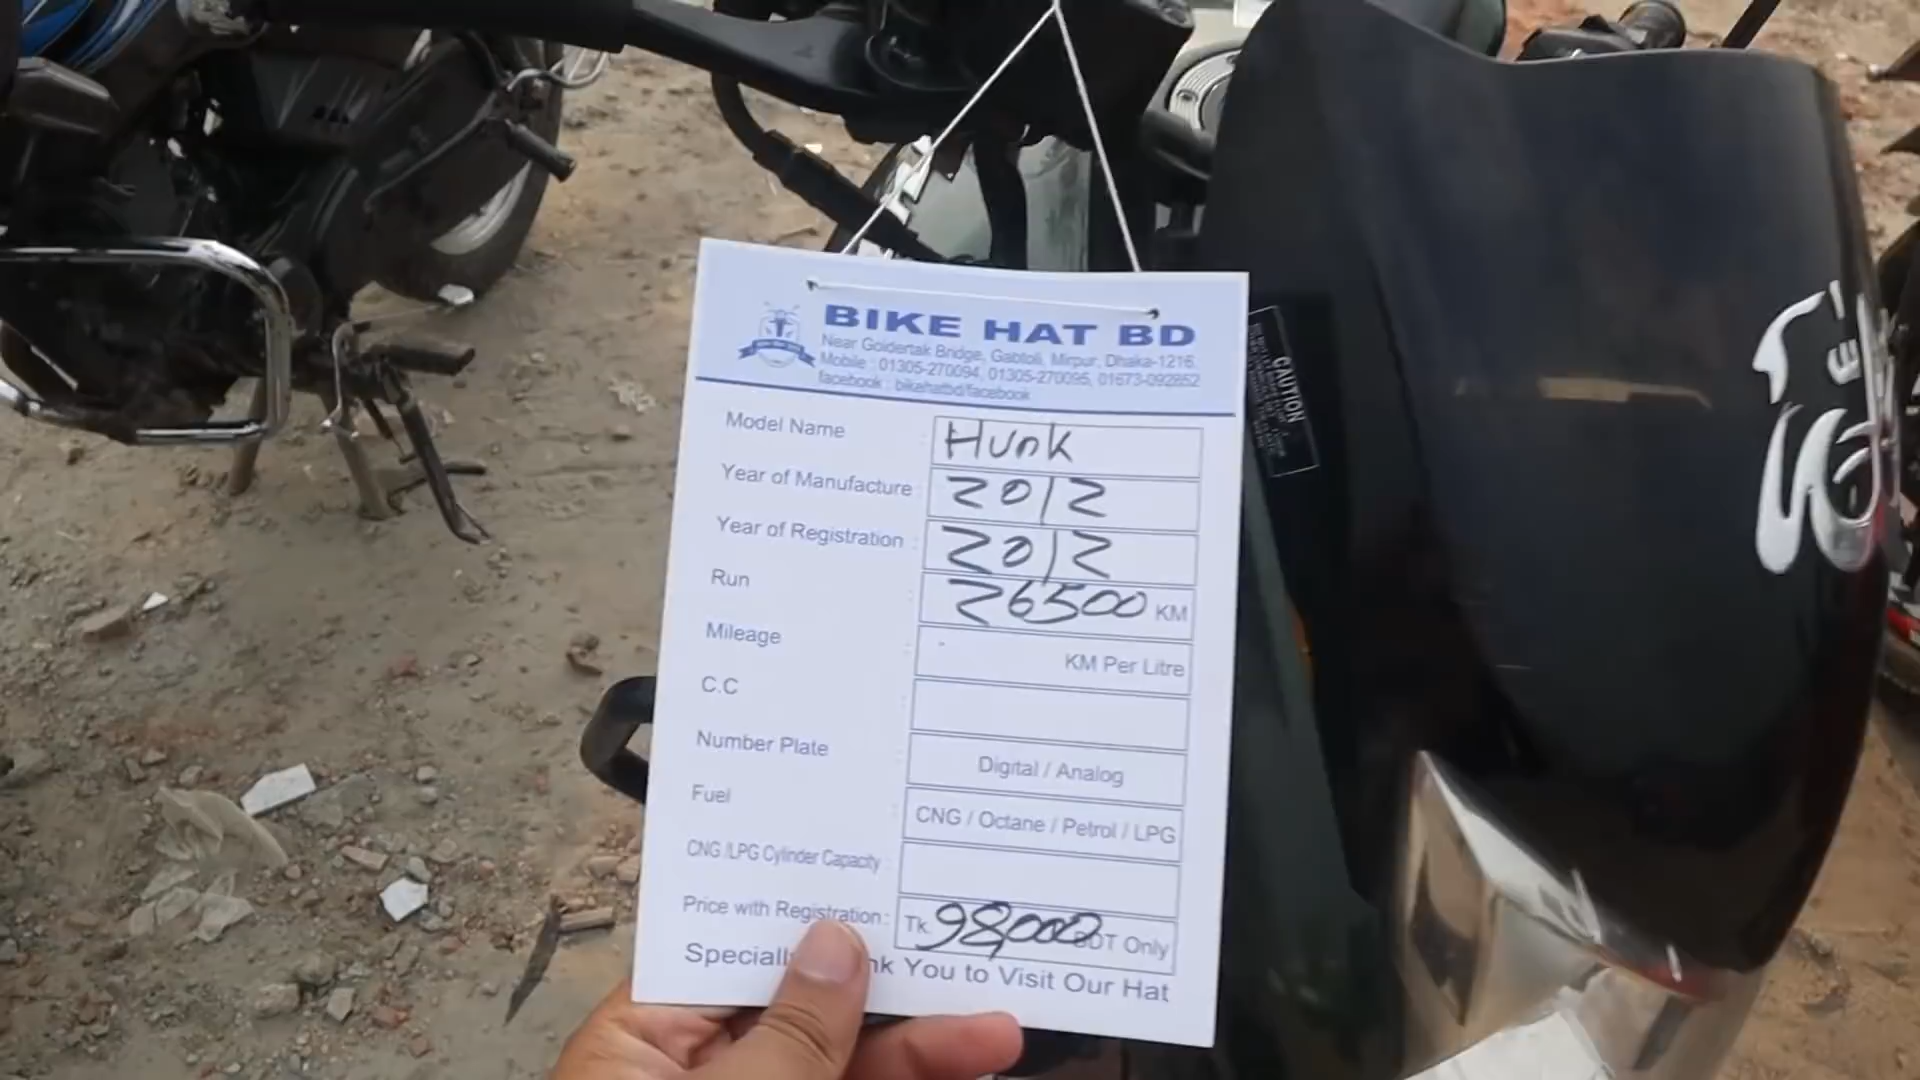 BIKE HAT BD
Near Goidertak Bridge, Gabtoli, Mirpur, Dhaka-1216.
Mobile : 01305-270094, 01305-270095, 01673-092852
facebook : bikehatbd/facebook
Model Name : Hunk
Year of Manufacture : 2012
Year of Registration : 2012
Run : 26500 KM
Mileage : KM Per Litre
C.C :
Number Plate : Digital / Analog
Fuel : CNG / Octane / Petrol / LPG
CNG /LPG Cylinder Capacity :
Price with Registration : Tk. 98,000 BDT Only
You to Visit Our Hat
CAUTION